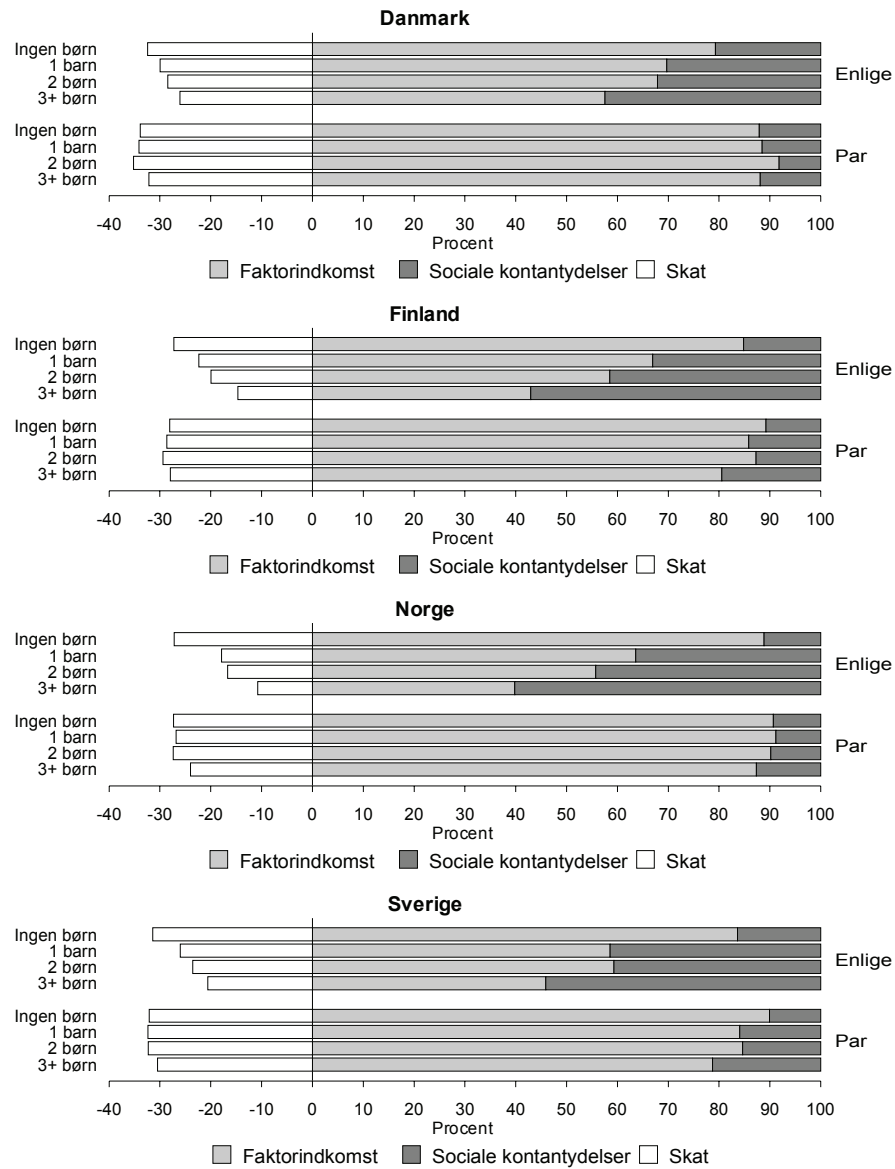 Danmark
Ingen børn
1 barn
2 børn
3+ børn
Enlige
Ingen børn
1 barn
2 børn
3+ børn
Par
-40 -30 -20 -10 0 10 20 30 40 50 60 70 80 90 100
Procent
Faktorindkomst Sociale kontantydelser Skat
Finland
Ingen børn
1 barn
2 børn
3+ børn
Enlige
Ingen børn
1 barn
2 børn
3+ børn
Par
-40 -30 -20 -10 0 10 20 30 40 50 60 70 80 90 100
Procent
Faktorindkomst Sociale kontantydelser Skat
Norge
Ingen børn
1 barn
2 børn
3+ børn
Enlige
Ingen børn
1 barn
2 børn
3+ børn
Par
-40 -30 -20 -10 0 10 20 30 40 50 60 70 80 90 100
Procent
Faktorindkomst Sociale kontantydelser Skat
Sverige
Ingen børn
1 barn
2 børn
3+ børn
Enlige
Ingen børn
1 barn
2 børn
3+ børn
Par
-40 -30 -20 -10 0 10 20 30 40 50 60 70 80 90 100
Procent
Faktorindkomst Sociale kontantydelser Skat